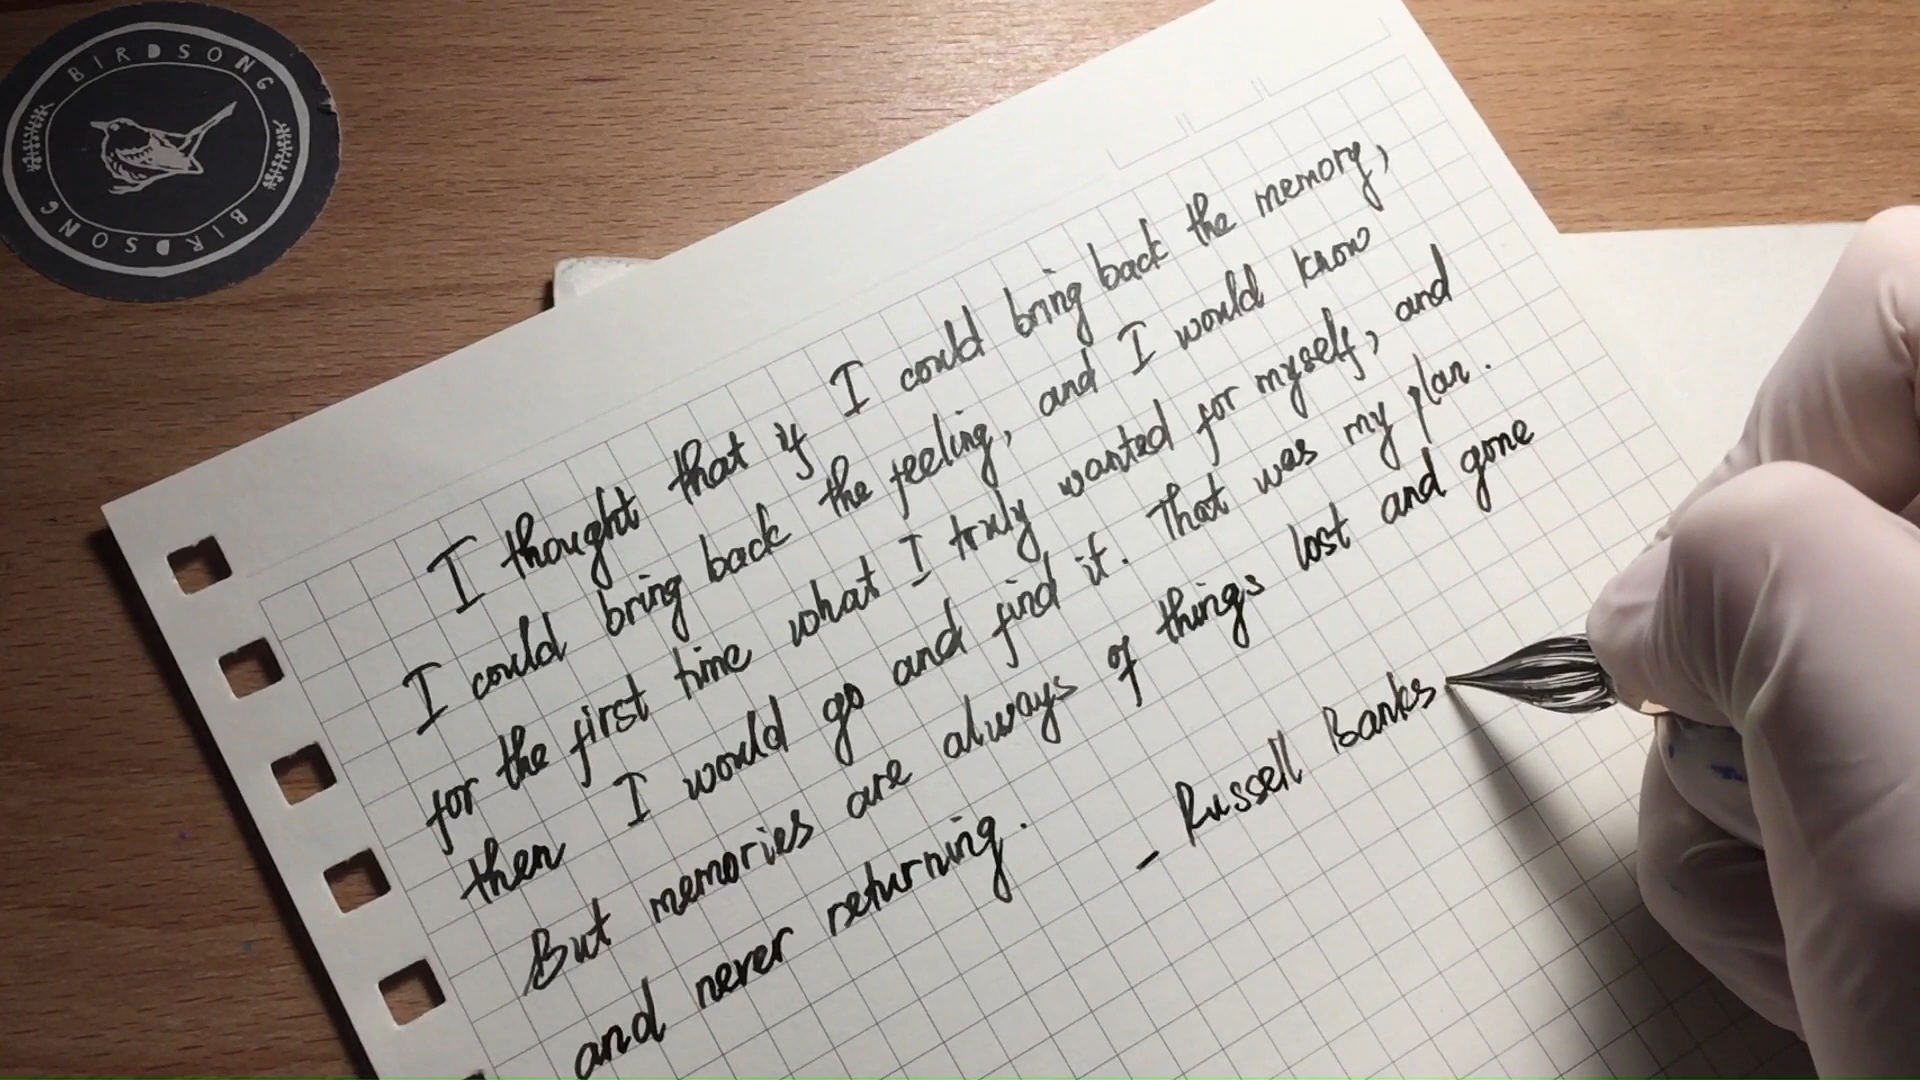 BIRDSONG
BIRDSONG
I thought that if I could bring back the memory,
I could bring back the feeling, and I would know
for the first time what I truly wanted for myself, and
then I would go and find it. That was my plan.
But memories are always of things lost and gone
and never returning. - Russell Banks